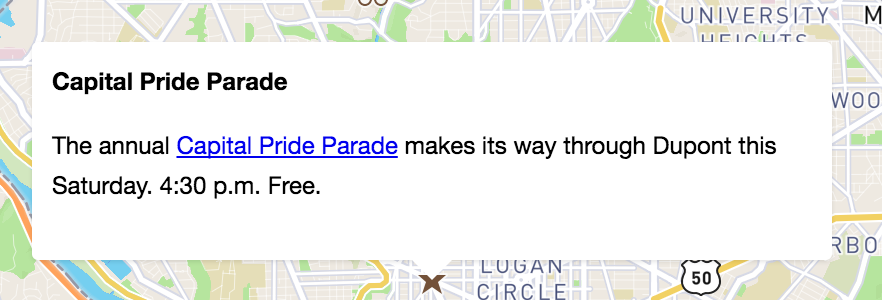 UNIVERSITY
HEIGHTS
Capital Pride Parade
The annual Capital Pride Parade makes its way through Dupont this
Saturday. 4:30 p.m. Free.
LOGAN
CIRCLE
50